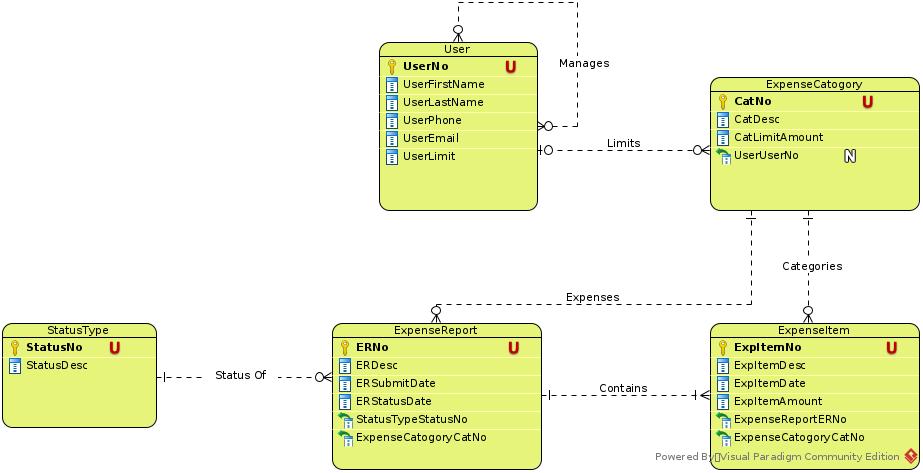 User
UserNo U
UserFirstName
UserLastName
UserPhone
UserEmail
UserLimit
Manages
Limits
ExpenseCatogory
CatNo U
CatDesc
CatLimitAmount
UserUserNo N
Categories
Expenses
StatusType
StatusNo U
StatusDesc
Status Of
ExpenseReport
ERNo U
ERDesc
ERSubmitDate
ERStatusDate
StatusTypeStatusNo
ExpenseCatogoryCatNo
Contains
ExpenseItem
ExpItemNo U
ExpItemDesc
ExpItemDate
ExpItemAmount
ExpenseReportERNo
ExpenseCatogoryCatNo
Powered By Visual Paradigm Community Edition